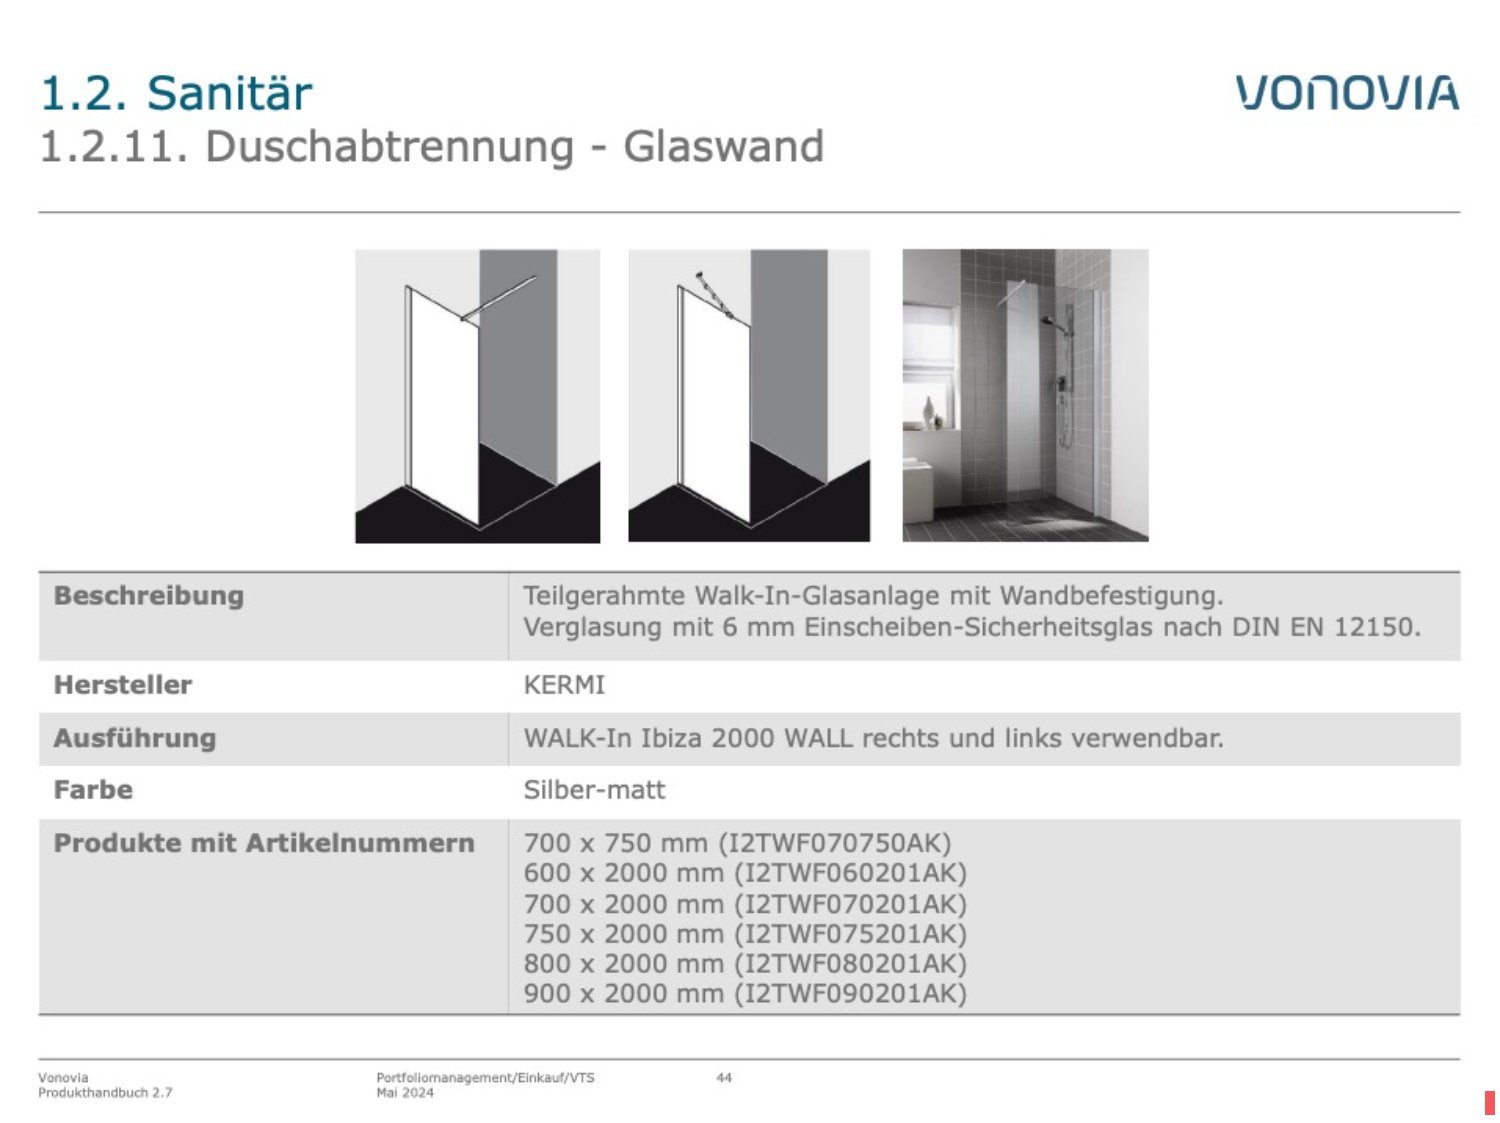 1.2. Sanitär
VONOVIA
1.2.11. Duschabtrennung - Glaswand
Beschreibung
Teilgerahmte Walk-In-Glasanlage mit Wandbefestigung.
Verglasung mit 6 mm Einscheiben-Sicherheitsglas nach DIN EN 12150.
Hersteller
KERMI
Ausführung
WALK-In Ibiza 2000 WALL rechts und links verwendbar.
Farbe
Silber-matt
Produkte mit Artikelnummern
700 x 750 mm (I2TWF070750AK)
600 x 2000 mm (I2TWF060201AK)
700 x 2000 mm (I2TWF070201AK)
750 x 2000 mm (I2TWF075201AK)
800 x 2000 mm (I2TWF080201AK)
900 x 2000 mm (I2TWF090201AK)
Vonovia
Produkthandbuch 2.7
Portfoliomanagement/Einkauf/VTS
Mai 2024
44